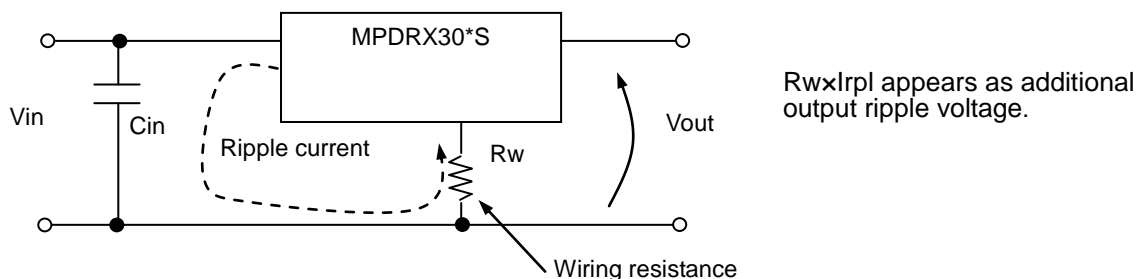 MPDRX30*S
Rw×Irpl appears as additional
output ripple voltage.
Vin
Cin
Vout
Ripple current
Rw
Wiring resistance